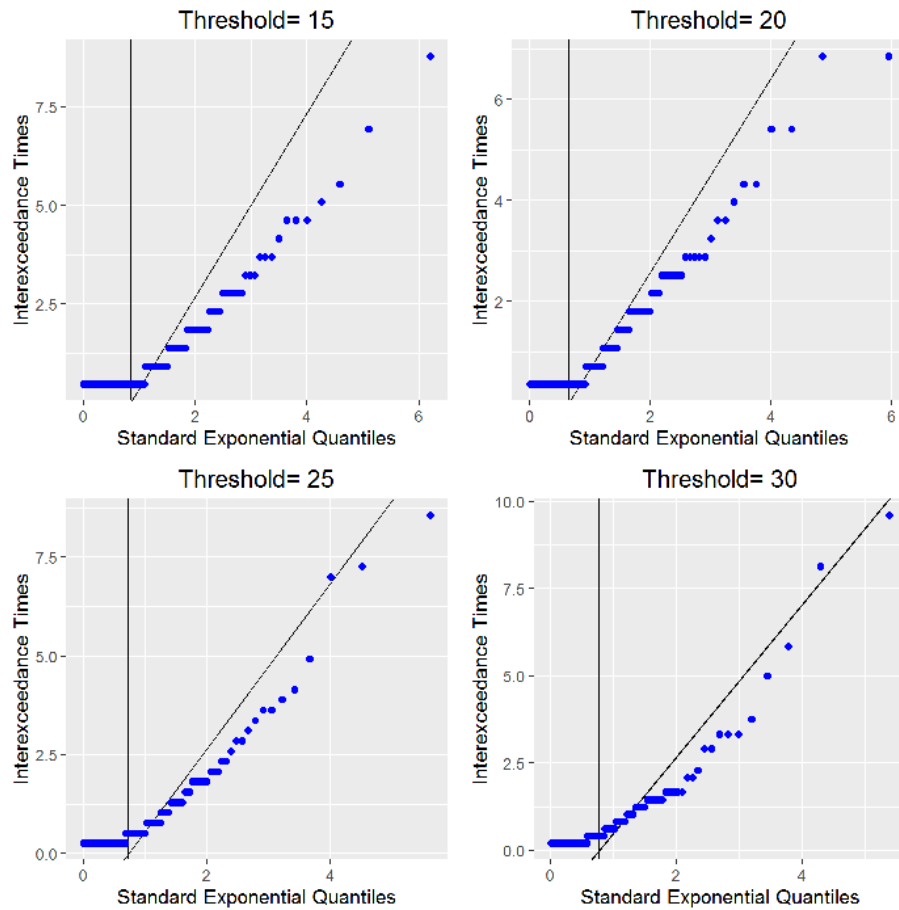 Threshold= 15
Interexceedance Times
7.5
5.0
2.5
0
2
4
6
Standard Exponential Quantiles
Threshold= 20
Interexceedance Times
6
4
2
0
2
4
6
Standard Exponential Quantiles
Threshold= 25
Interexceedance Times
7.5
5.0
2.5
0.0
0
2
4
Standard Exponential Quantiles
Threshold= 30
Interexceedance Times
10.0
7.5
5.0
2.5
0.0
0
2
4
Standard Exponential Quantiles